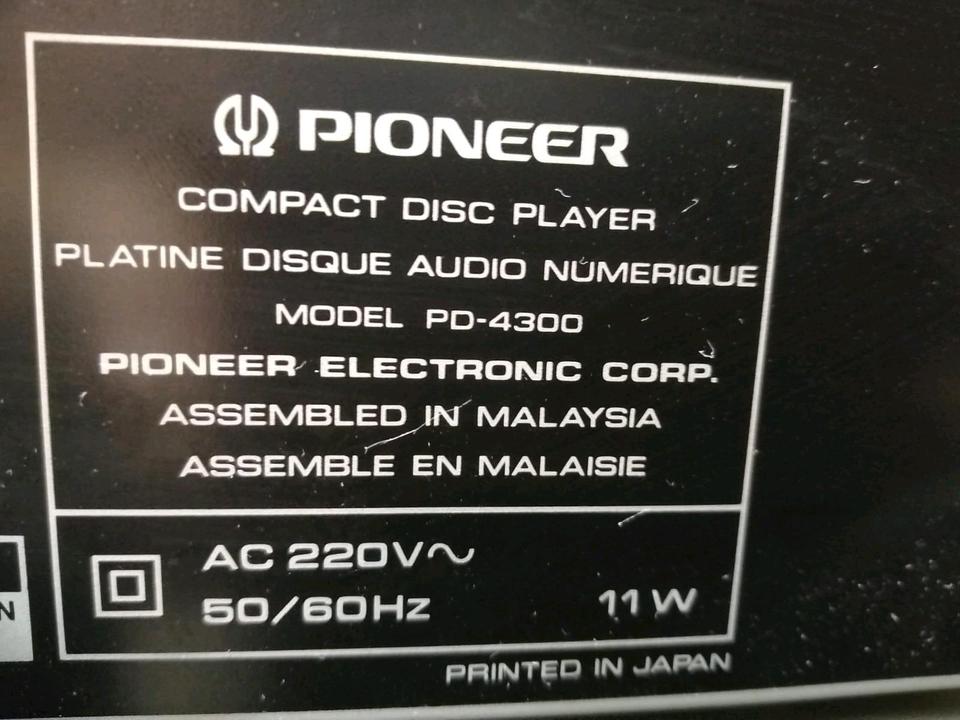 PIONEER
COMPACT DISC PLAYER
PLATINE DISQUE AUDIO NUMERIQUE
MODEL PD-4300
PIONEER ELECTRONIC CORP.
ASSEMBLED IN MALAYSIA
ASSEMBLE EN MALAISIE
AC 220V~
50/60Hz 11W
N
PRINTED IN JAPAN